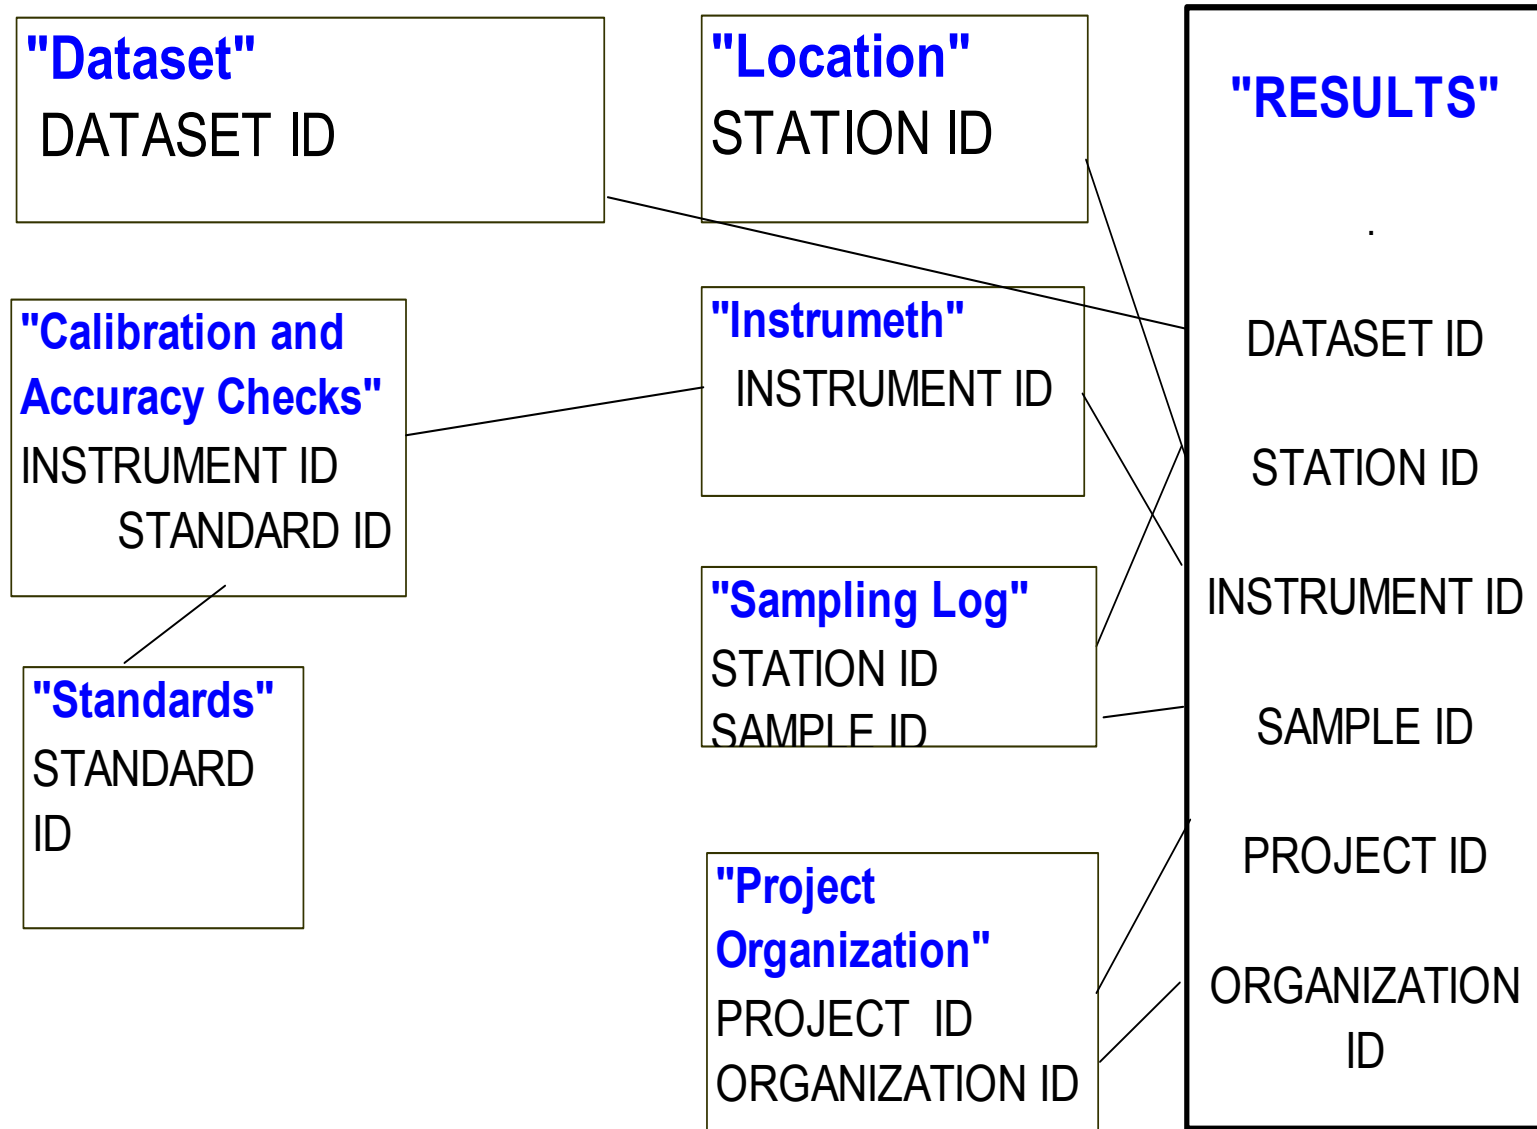 "Dataset"
DATASET ID
"Location"
STATION ID
"Calibration and
Accuracy Checks"
INSTRUMENT ID
STANDARD ID
"Instrumeth"
INSTRUMENT ID
"Sampling Log"
STATION ID
SAMPLE ID
"Standards"
STANDARD
ID
"Project
Organization"
PROJECT  ID
ORGANIZATION ID
"RESULTS"
.
DATASET ID
STATION ID
INSTRUMENT ID
SAMPLE ID
PROJECT ID
ORGANIZATION
ID